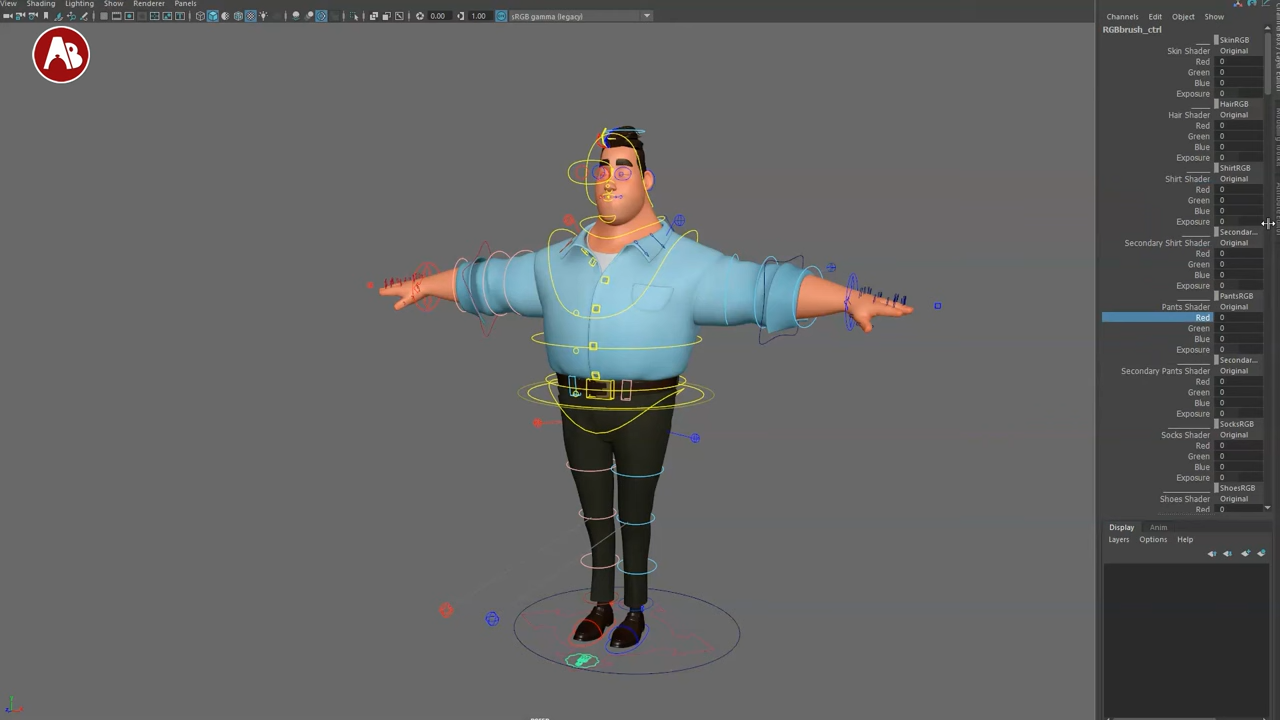 View Shading Lighting Show Renderer Panels
0.00 1.00 sRGB gamma (legacy)
AB
Channels Edit Object Show
RGBbrush_ctrl
SkinRGB
Skin Shader Original
Red 0
Green 0
Blue 0
Exposure 0
HairRGB
Hair Shader Original
Red 0
Green 0
Blue 0
Exposure 0
ShirtRGB
Shirt Shader Original
Red 0
Green 0
Blue 0
Exposure 0
Secondar...
Secondary Shirt Shader Original
Red 0
Green 0
Blue 0
Exposure 0
PantsRGB
Pants Shader Original
Red 0
Green 0
Blue 0
Exposure 0
Secondar...
Secondary Pants Shader Original
Red 0
Green 0
Blue 0
Exposure 0
SocksRGB
Socks Shader Original
Red 0
Green 0
Blue 0
Exposure 0
ShoesRGB
Shoes Shader Original
Red 0
Display Anim
Layers Options Help